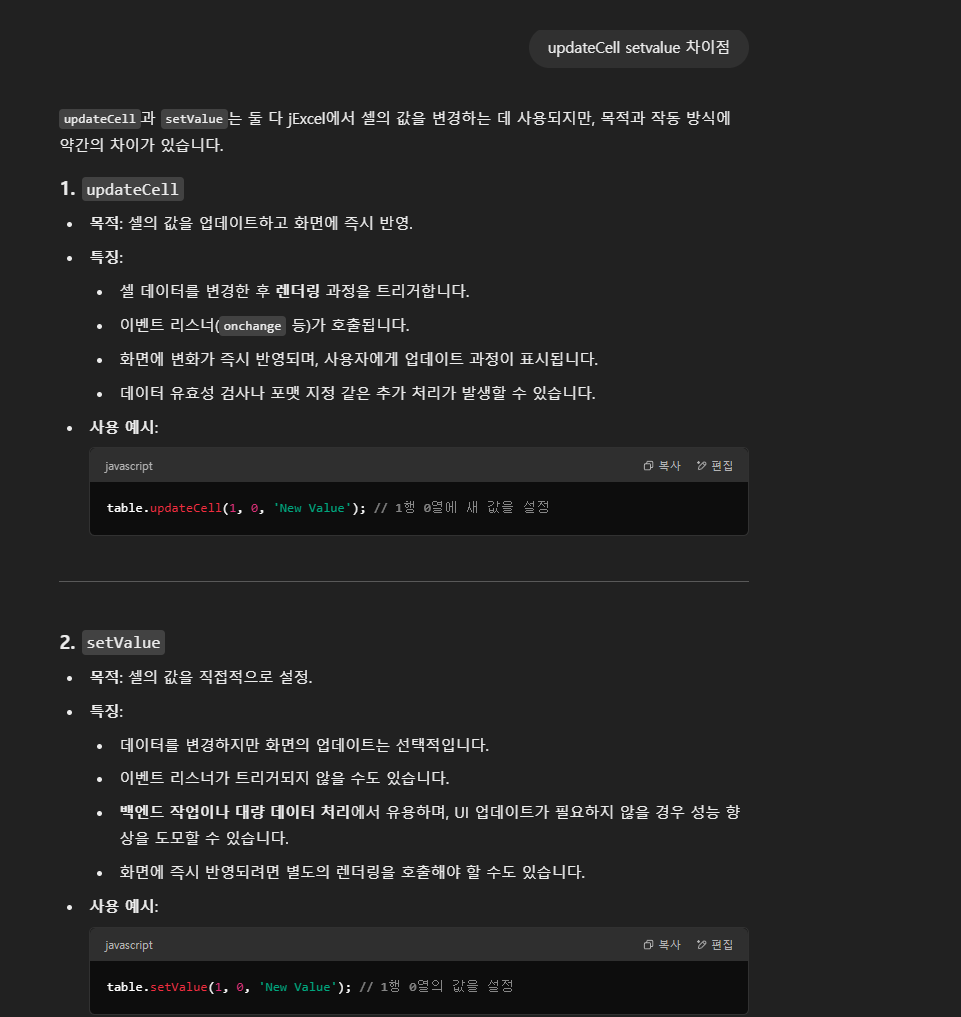 updateCell setvalue 차이점
updateCell과 setValue는 둘 다 jExcel에서 셀의 값을 변경하는 데 사용되지만, 목적과 작동 방식에
약간의 차이가 있습니다.
1. updateCell
• 목적: 셀의 값을 업데이트하고 화면에 즉시 반영.
• 특징:
• 셀 데이터를 변경한 후 렌더링 과정을 트리거합니다.
• 이벤트 리스너(onchange 등)가 호출됩니다.
• 화면에 변화가 즉시 반영되며, 사용자에게 업데이트 과정이 표시됩니다.
• 데이터 유효성 검사나 포맷 지정 같은 추가 처리가 발생할 수 있습니다.
• 사용 예시:
javascript 복사 편집
table.updateCell(1, 0, 'New Value'); // 1행 0열에 새 값을 설정
2. setValue
• 목적: 셀의 값을 직접적으로 설정.
• 특징:
• 데이터를 변경하지만 화면의 업데이트는 선택적입니다.
• 이벤트 리스너가 트리거되지 않을 수도 있습니다.
• 백엔드 작업이나 대량 데이터 처리에서 유용하며, UI 업데이트가 필요하지 않을 경우 성능 향
상을 도모할 수 있습니다.
• 화면에 즉시 반영되려면 별도의 렌더링을 호출해야 할 수도 있습니다.
• 사용 예시:
javascript 복사 편집
table.setValue(1, 0, 'New Value'); // 1행 0열의 값을 설정